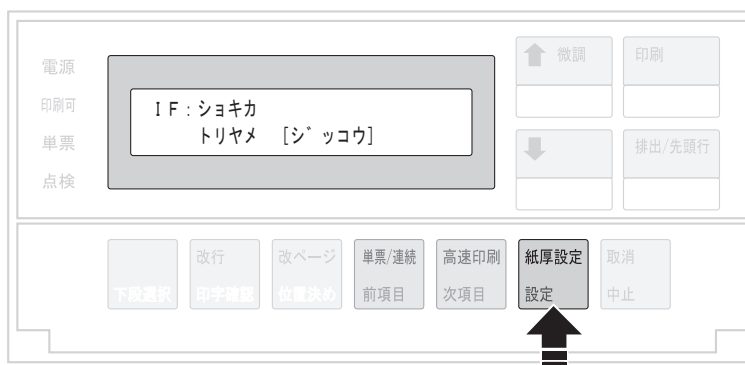 電源
印刷可
単票
点検
IF:ショキカ
トリヤメ [ジッコウ]
微調
印刷
排出/先頭行
下段選択
改行
印字確認
改ページ
位置決め
単票/連続
前項目
高速印刷
次項目
紙厚設定
設定
取消
中止